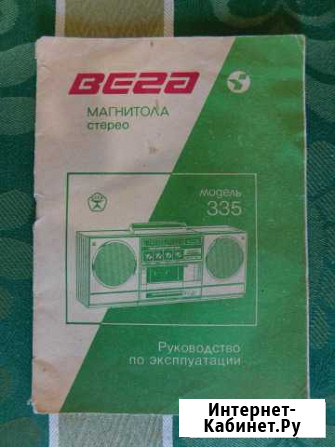 ВЕГА
МАГНИТОЛА
стерео
модель
335
Руководство
по эксплуатации
Интернет-
Кабинет.Ру